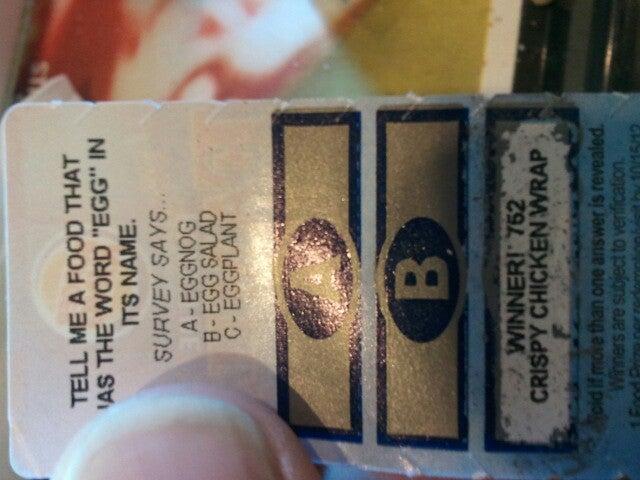 TELL ME A FOOD THAT
HAS THE WORD "EGG" IN
ITS NAME.
SURVEY SAYS...
A - EGGNOG
B - EGG SALAD
C - EGGPLANT
A
B
WINNER! 762
CRISPY CHICKEN WRAP
Void if more than one answer is revealed.
Winners are subject to verification.